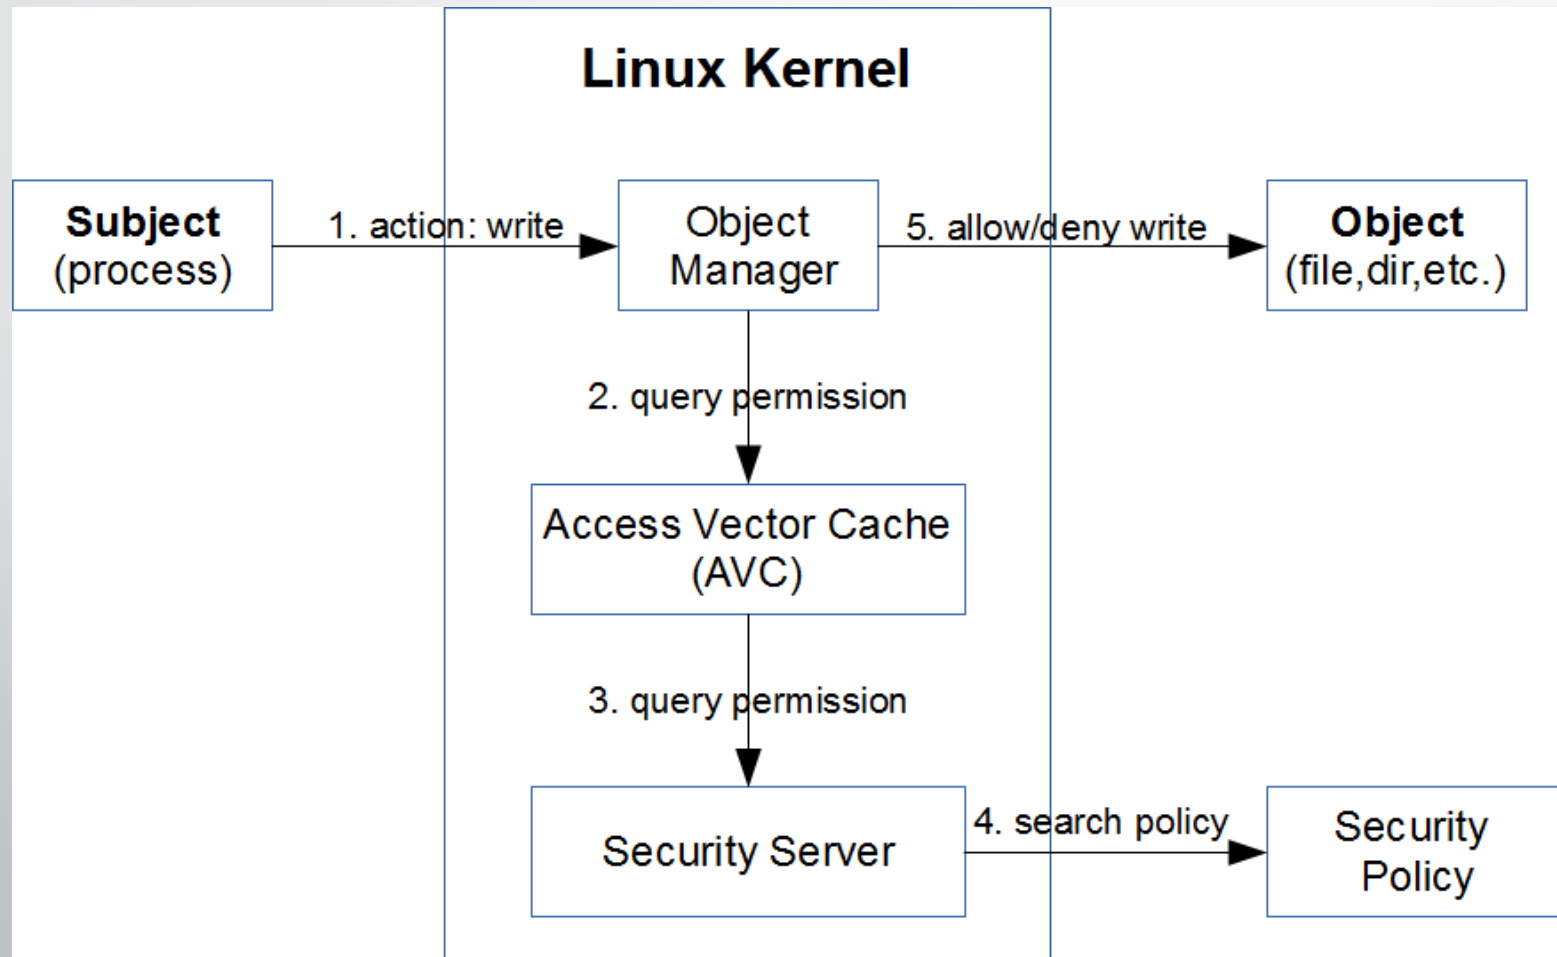 Linux Kernel
Subject
(process)
1. action: write
Object
Manager
5. allow/deny write
Object
(file,dir,etc.)
2. query permission
Access Vector Cache
(AVC)
3. query permission
Security Server
4. search policy
Security
Policy